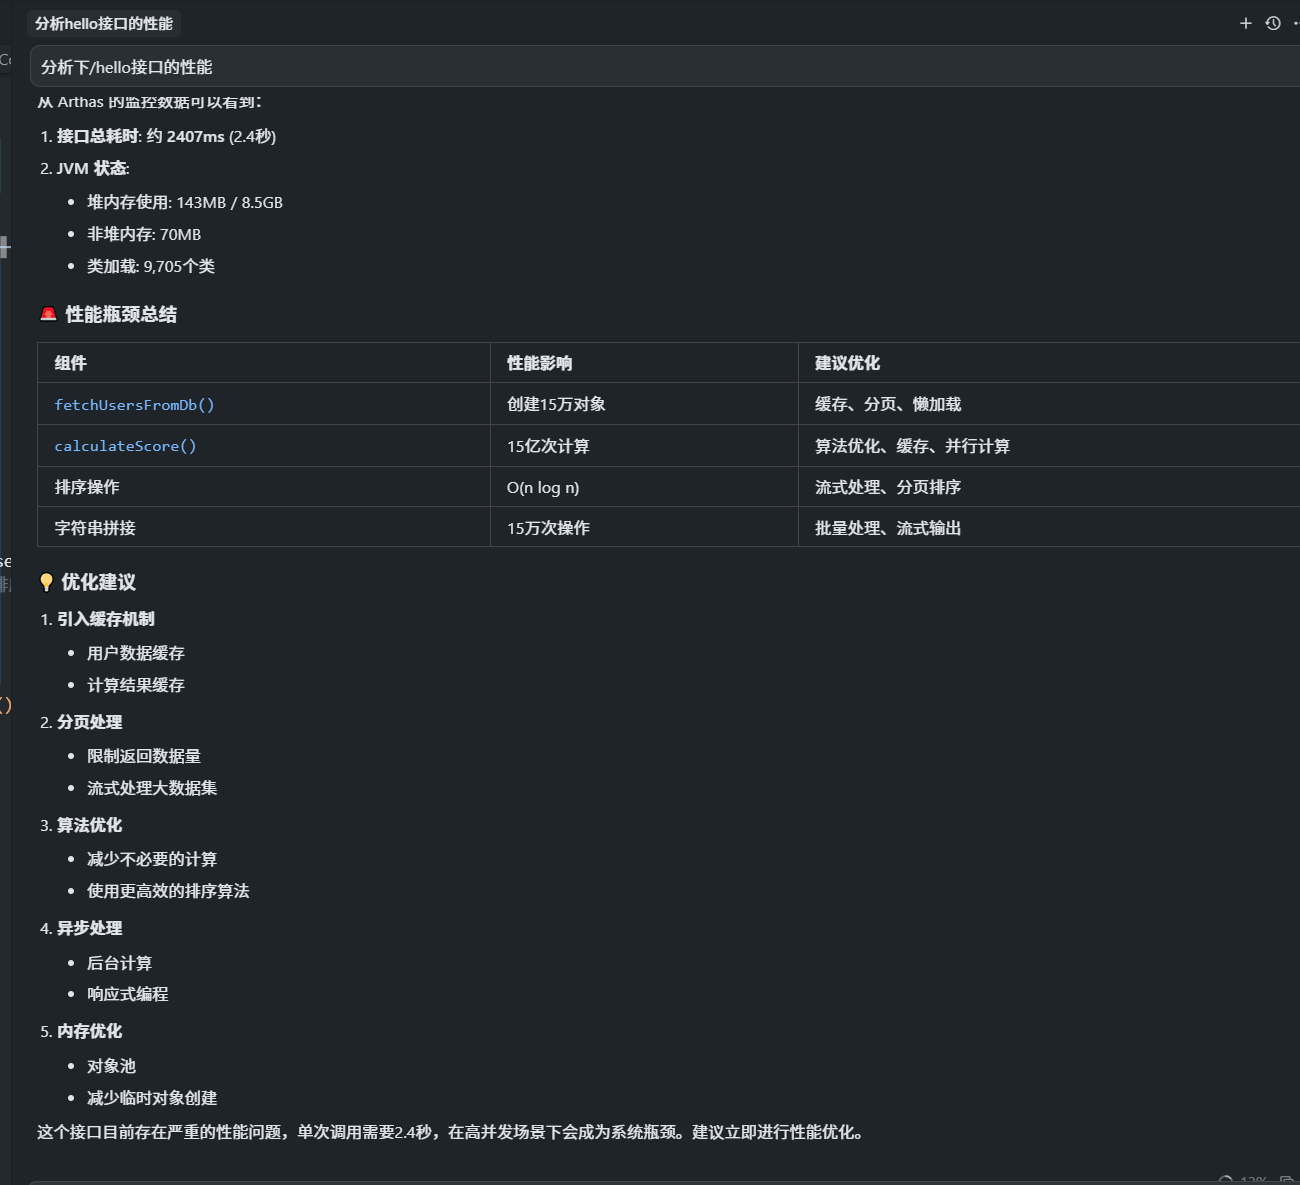 分析hello接口的性能
分析下/hello接口的性能
从 Arthas 的监控数据可以看到：
1. 接口总耗时: 约 2407ms (2.4秒)
2. JVM 状态:
• 堆内存使用: 143MB / 8.5GB
• 非堆内存: 70MB
• 类加载: 9,705个类
🚨 性能瓶颈总结
组件 性能影响 建议优化
fetchUsersFromDb() 创建15万对象 缓存、分页、懒加载
calculateScore() 15亿次计算 算法优化、缓存、并行计算
排序操作 O(n log n) 流式处理、分页排序
字符串拼接 15万次操作 批量处理、流式输出
💡 优化建议
1. 引入缓存机制
• 用户数据缓存
• 计算结果缓存
2. 分页处理
• 限制返回数据量
• 流式处理大数据集
3. 算法优化
• 减少不必要的计算
• 使用更高效的排序算法
4. 异步处理
• 后台计算
• 响应式编程
5. 内存优化
• 对象池
• 减少临时对象创建
这个接口目前存在严重的性能问题，单次调用需要2.4秒，在高并发场景下会成为系统瓶颈。建议立即进行性能优化。